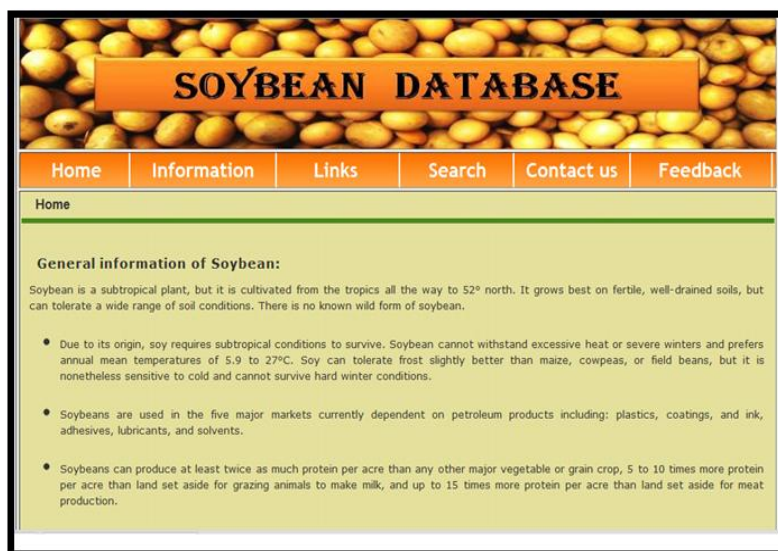 SOYBEAN DATABASE
Home Information Links Search Contact us Feedback
Home
General information of Soybean:
Soybean is a subtropical plant, but it is cultivated from the tropics all the way to 52º north. It grows best on fertile, well-drained soils, but
can tolerate a wide range of soil conditions. There is no known wild form of soybean.
• Due to its origin, soy requires subtropical conditions to survive. Soybean cannot withstand excessive heat or severe winters and prefers
annual mean temperatures of 5.9 to 27ºC. Soy can tolerate frost slightly better than maize, cowpeas, or field beans, but it is
nonetheless sensitive to cold and cannot survive hard winter conditions.
• Soybeans are used in the five major markets currently dependent on petroleum products including: plastics, coatings, and ink,
adhesives, lubricants, and solvents.
• Soybeans can produce at least twice as much protein per acre than any other major vegetable or grain crop, 5 to 10 times more protein
per acre than land set aside for grazing animals to make milk, and up to 15 times more protein per acre than land set aside for meat
production.